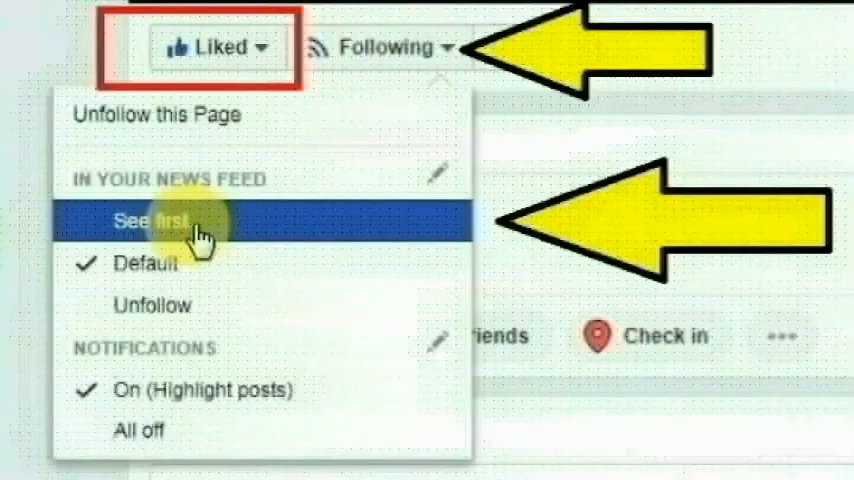 Liked Following
Unfollow this Page
IN YOUR NEWS FEED
See first
Default
Unfollow
riends Check in
NOTIFICATIONS
On (Highlight posts)
All off